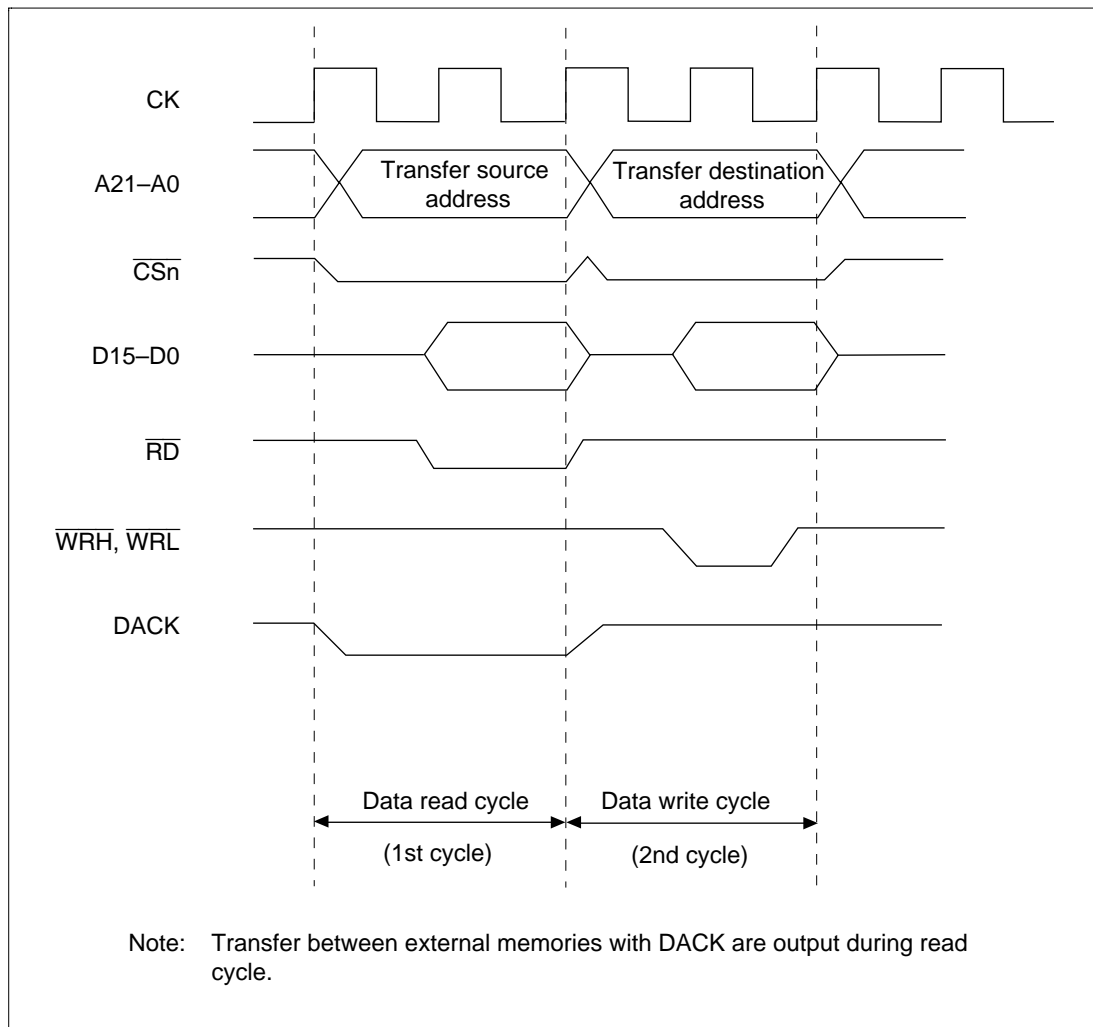 CK
A21–A0
Transfer source
address
Transfer destination
address
CSn
D15–D0
RD
WRH, WRL
DACK
Data read cycle
(1st cycle)
Data write cycle
(2nd cycle)
Note: Transfer between external memories with DACK are output during read
cycle.